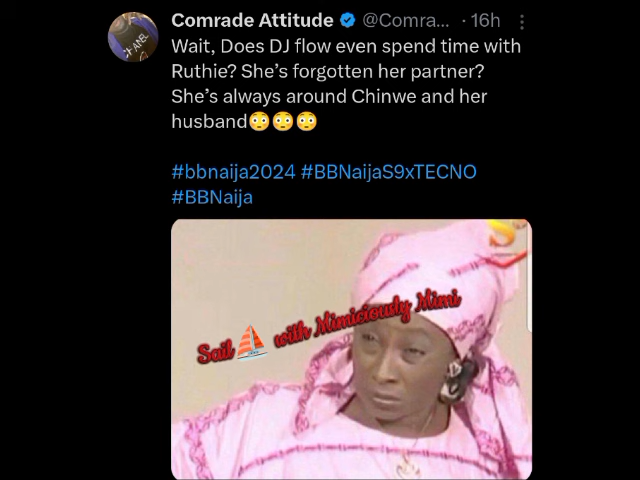 Comrade Attitude @Comra... · 16h
Wait, Does DJ flow even spend time with
Ruthie? She’s forgotten her partner?
She’s always around Chinwe and her
husband😳😳😳
#bbnaija2024 #BBNaijaS9xTECNO
#BBNaija
Sail⛵ with Mimiciously Mimi